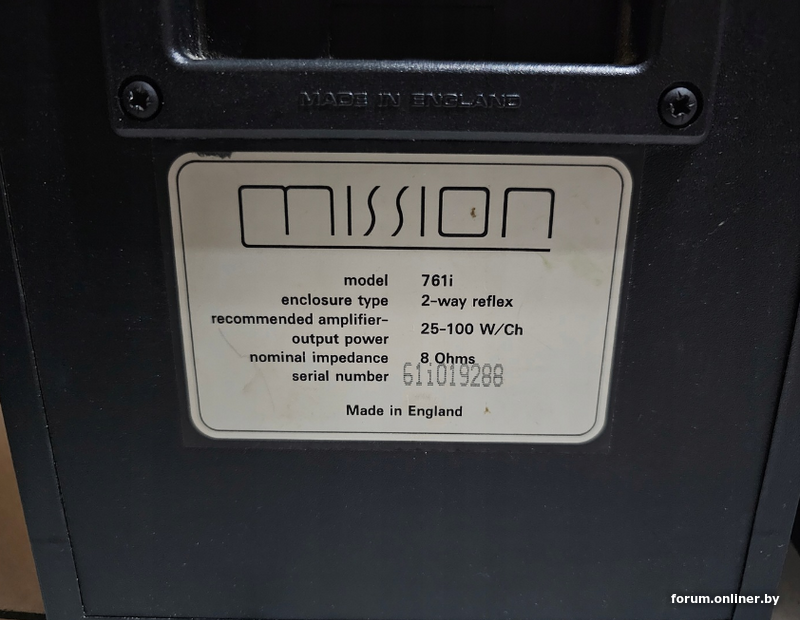 MADE IN ENGLAND
mission
model 761i
enclosure type 2-way reflex
recommended amplifier-
output power 25-100 W/Ch
nominal impedance 8 Ohms
serial number 61i019288
Made in England
forum.onliner.by